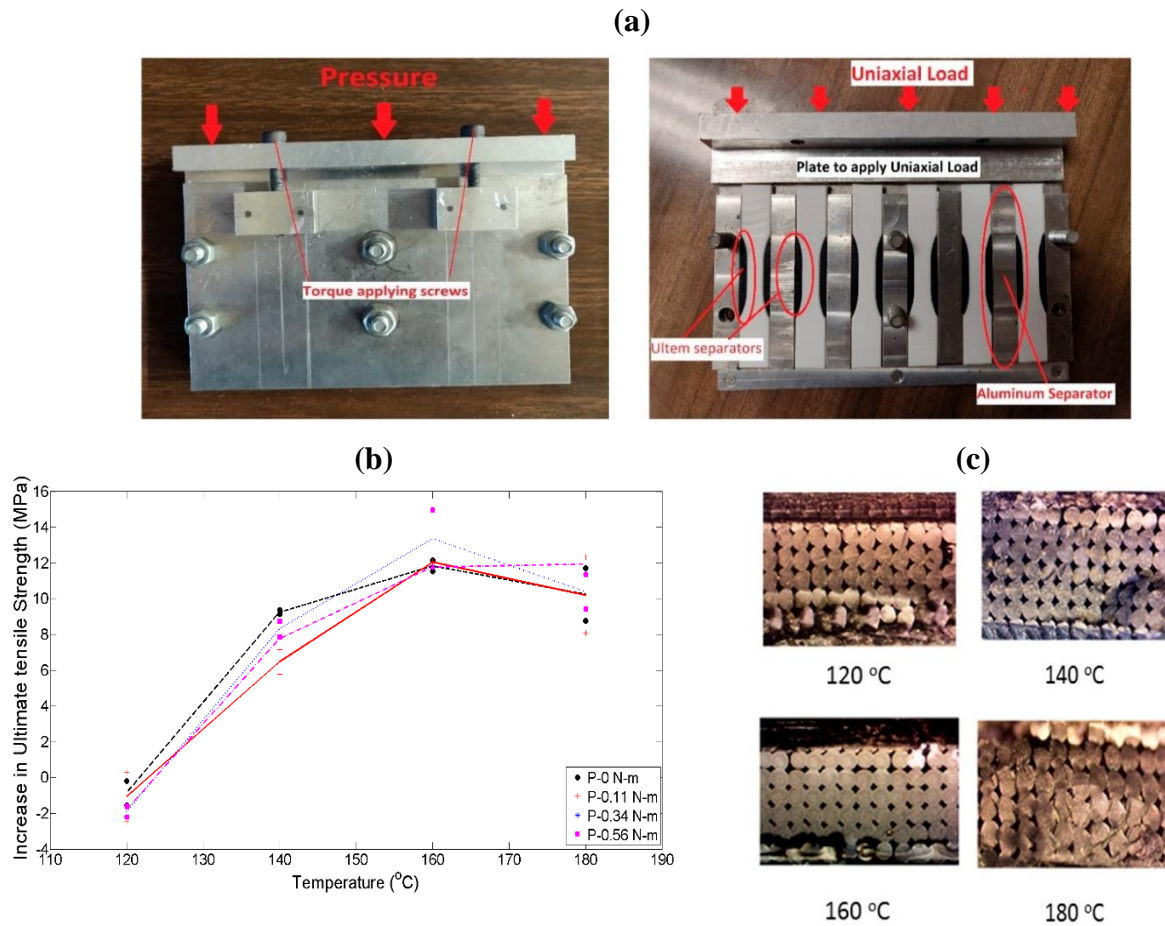 (a)
Pressure
Torque applying screws
Uniaxial Load
Plate to apply Uniaxial Load
Ultem separators
Aluminum Separator
(b)
Increase in Ultimate tensile Strength (MPa)
16
14
12
10
8
6
4
2
0
-2
-4
110
120
130
140
150
160
170
180
190
Temperature (°C)
P-0 N-m
P-0.11 N-m
P-0.34 N-m
P-0.56 N-m
(c)
120 °C
140 °C
160 °C
180 °C